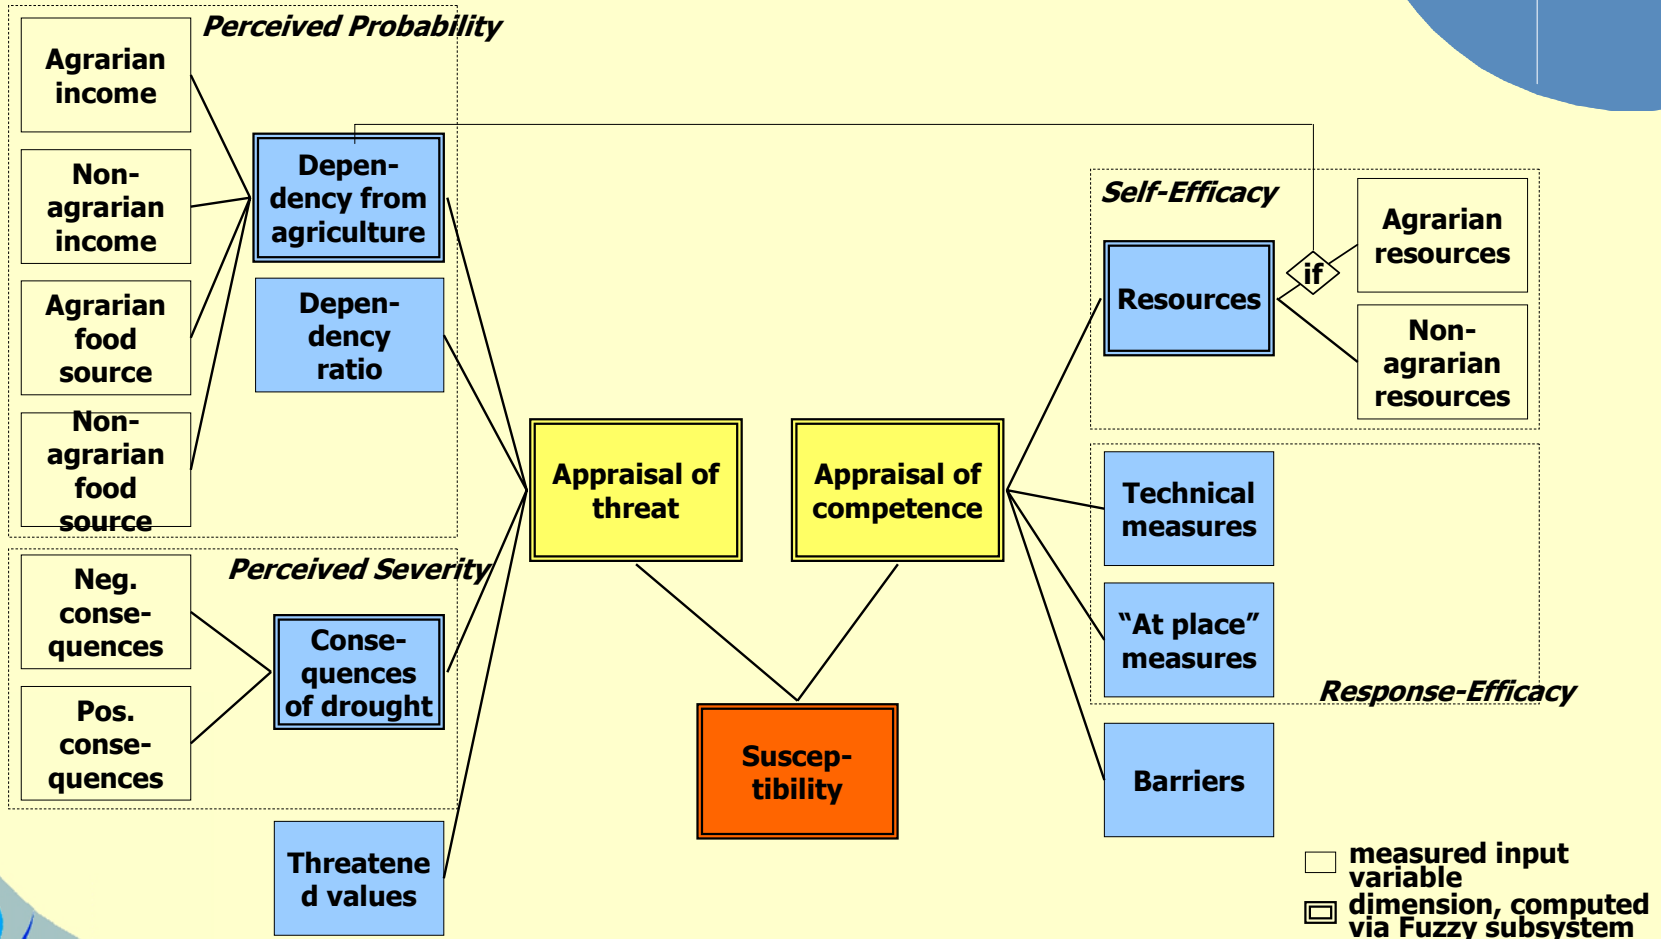 Perceived Probability
Agrarian
income
Non-
agrarian
income
Agrarian
food
source
Non-
agrarian
food
source
Depen-
dency from
agriculture
Depen-
dency
ratio
Perceived Severity
Neg.
conse-
quences
Pos.
conse-
quences
Conse-
quences
of drought
Threatene
d values
Appraisal of
threat
Appraisal of
competence
Suscep-
tibility
Self-Efficacy
Resources
if
Agrarian
resources
Non-
agrarian
resources
Technical
measures
“At place”
measures
Response-Efficacy
Barriers
measured input
variable
dimension, computed
via Fuzzy subsystem